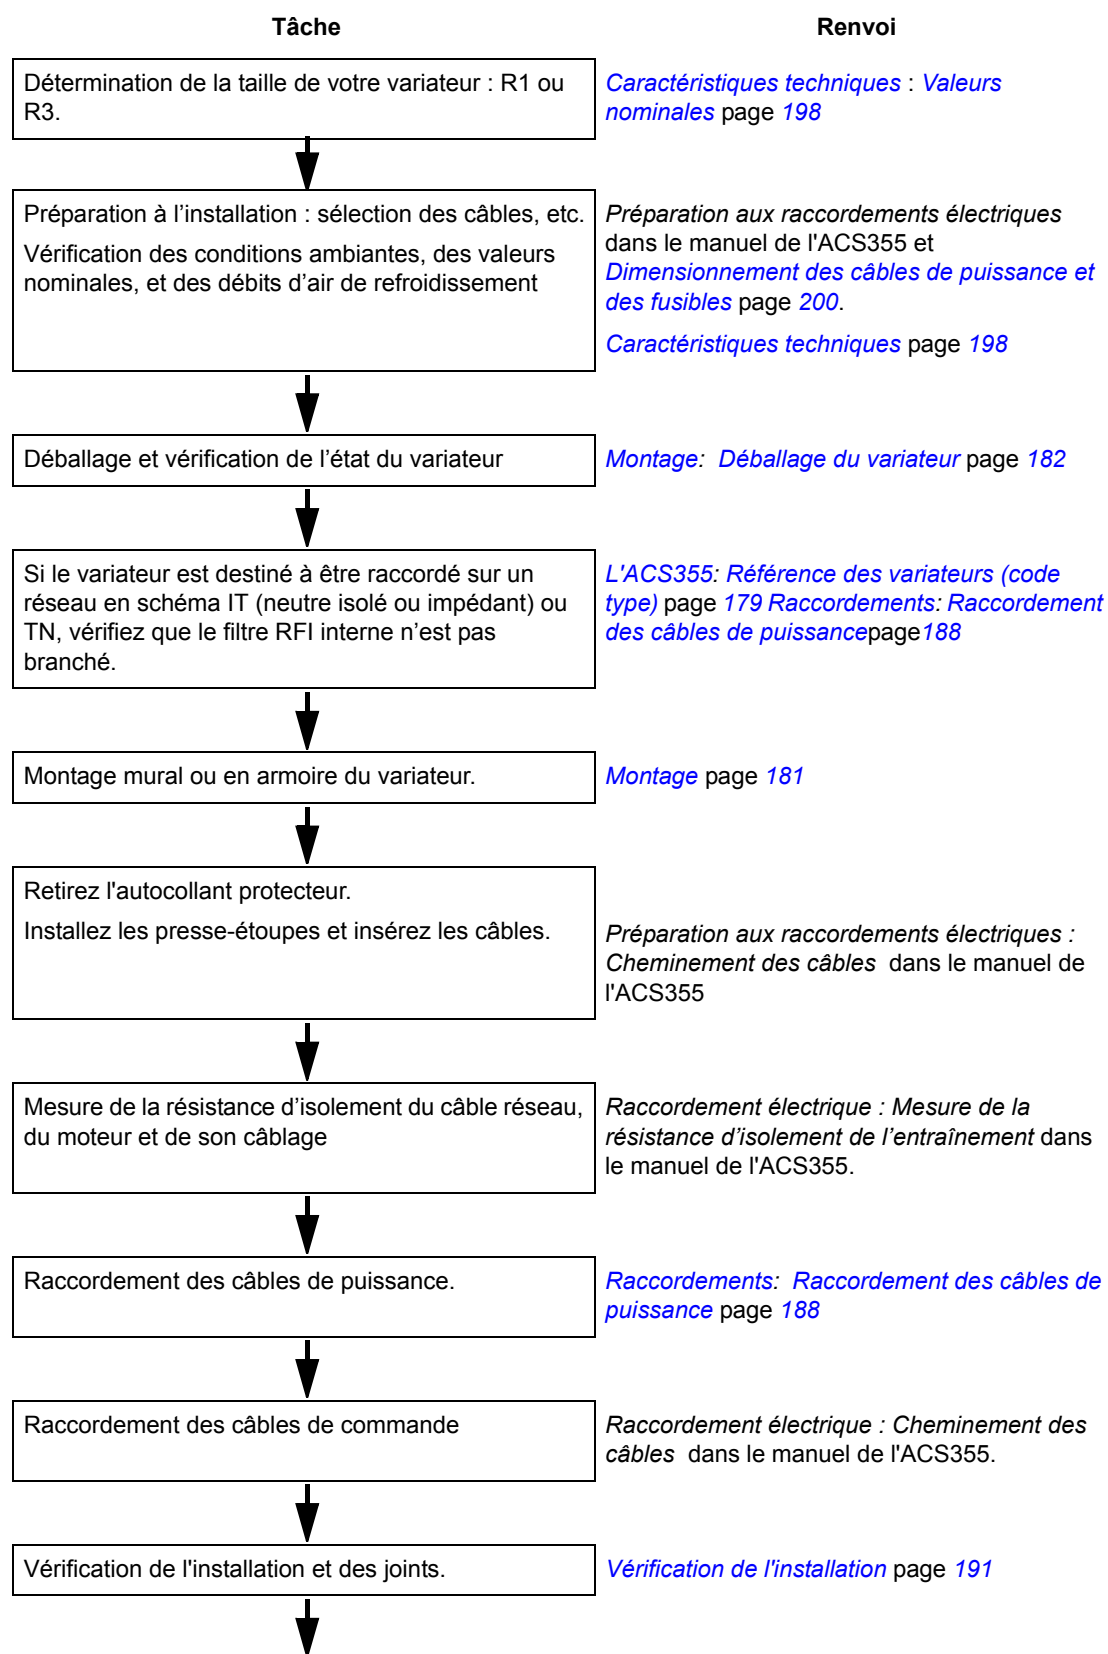 Tâche
Renvoi
Détermination de la taille de votre variateur : R1 ou
R3.
Caractéristiques techniques : Valeurs
nominales page 198
Préparation à l’installation : sélection des câbles, etc.
Vérification des conditions ambiantes, des valeurs
nominales, et des débits d’air de refroidissement
Préparation aux raccordements électriques
dans le manuel de l'ACS355 et
Dimensionnement des câbles de puissance et
des fusibles page 200.
Caractéristiques techniques page 198
Déballage et vérification de l’état du variateur
Montage: Déballage du variateur page 182
Si le variateur est destiné à être raccordé sur un
réseau en schéma IT (neutre isolé ou impédant) ou
TN, vérifiez que le filtre RFI interne n’est pas
branché.
L'ACS355: Référence des variateurs (code
type) page 179 Raccordements: Raccordement
des câbles de puissancepage188
Montage mural ou en armoire du variateur.
Montage page 181
Retirez l'autocollant protecteur.
Installez les presse-étoupes et insérez les câbles.
Préparation aux raccordements électriques :
Cheminement des câbles dans le manuel de
l'ACS355
Mesure de la résistance d’isolement du câble réseau,
du moteur et de son câblage
Raccordement électrique : Mesure de la
résistance d’isolement de l’entraînement dans
le manuel de l'ACS355.
Raccordement des câbles de puissance.
Raccordements: Raccordement des câbles de
puissance page 188
Raccordement des câbles de commande
Raccordement électrique : Cheminement des
câbles dans le manuel de l'ACS355.
Vérification de l'installation et des joints.
Vérification de l'installation page 191